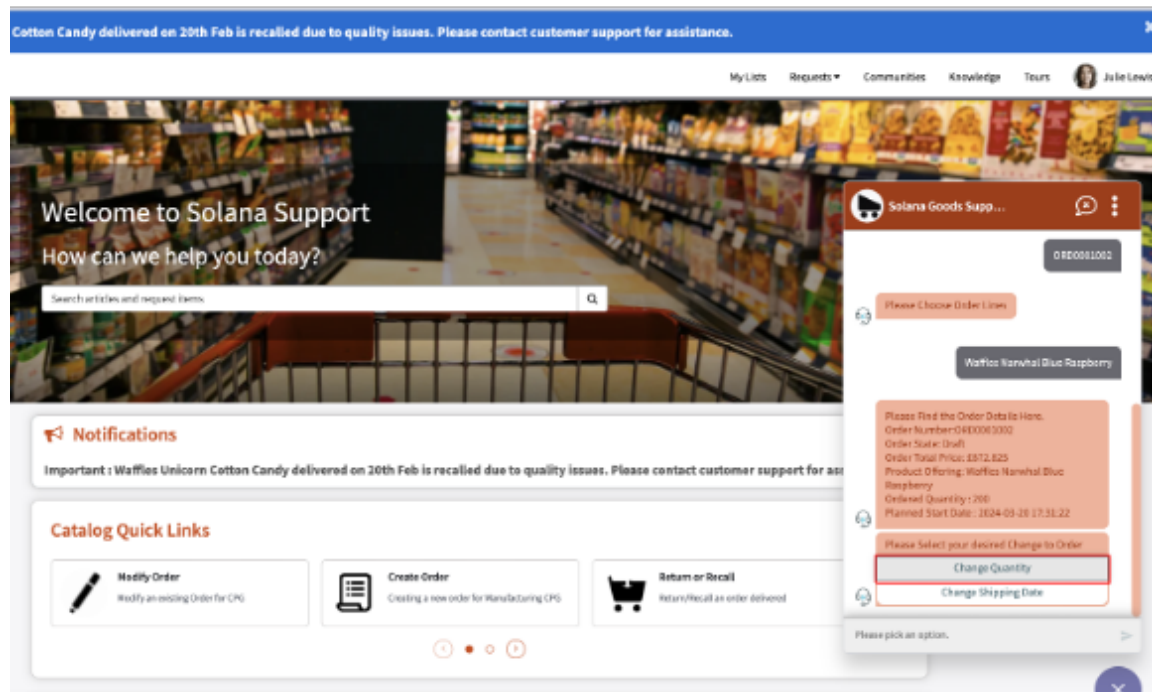 Cotton Candy delivered on 20th Feb is recalled due to quality issues. Please contact customer support for assistance.
My Lists
Requests
Communities
Knowledge
Tours
Julie Lewis
Welcome to Solana Support
How can we help you today?
Search articles and request items
Notifications
Important : Waffles Unicorn Cotton Candy delivered on 20th Feb is recalled due to quality issues. Please contact customer support for ass
Catalog Quick Links
Modify Order
Modify an existing Order for CPG
Create Order
Creating a new order for Manufacturing CPG
Return or Recall
Return/Recall an order delivered
Solana Goods Supp...
ORD0001002
Please Choose Order Lines
Waffles Narwhal Blue Raspberry
Please Find the Order Details Here.
Order Number:ORD0001002
Order State: Draft
Order Total Price: £672.825
Product Offering: Waffles Narwhal Blue
Raspberry
Ordered Quantity : 200
Planned Start Date : 2024-03-20 17:31:22
Please Select your desired Change to Order
Change Quantity
Change Shipping Date
Please pick an option.